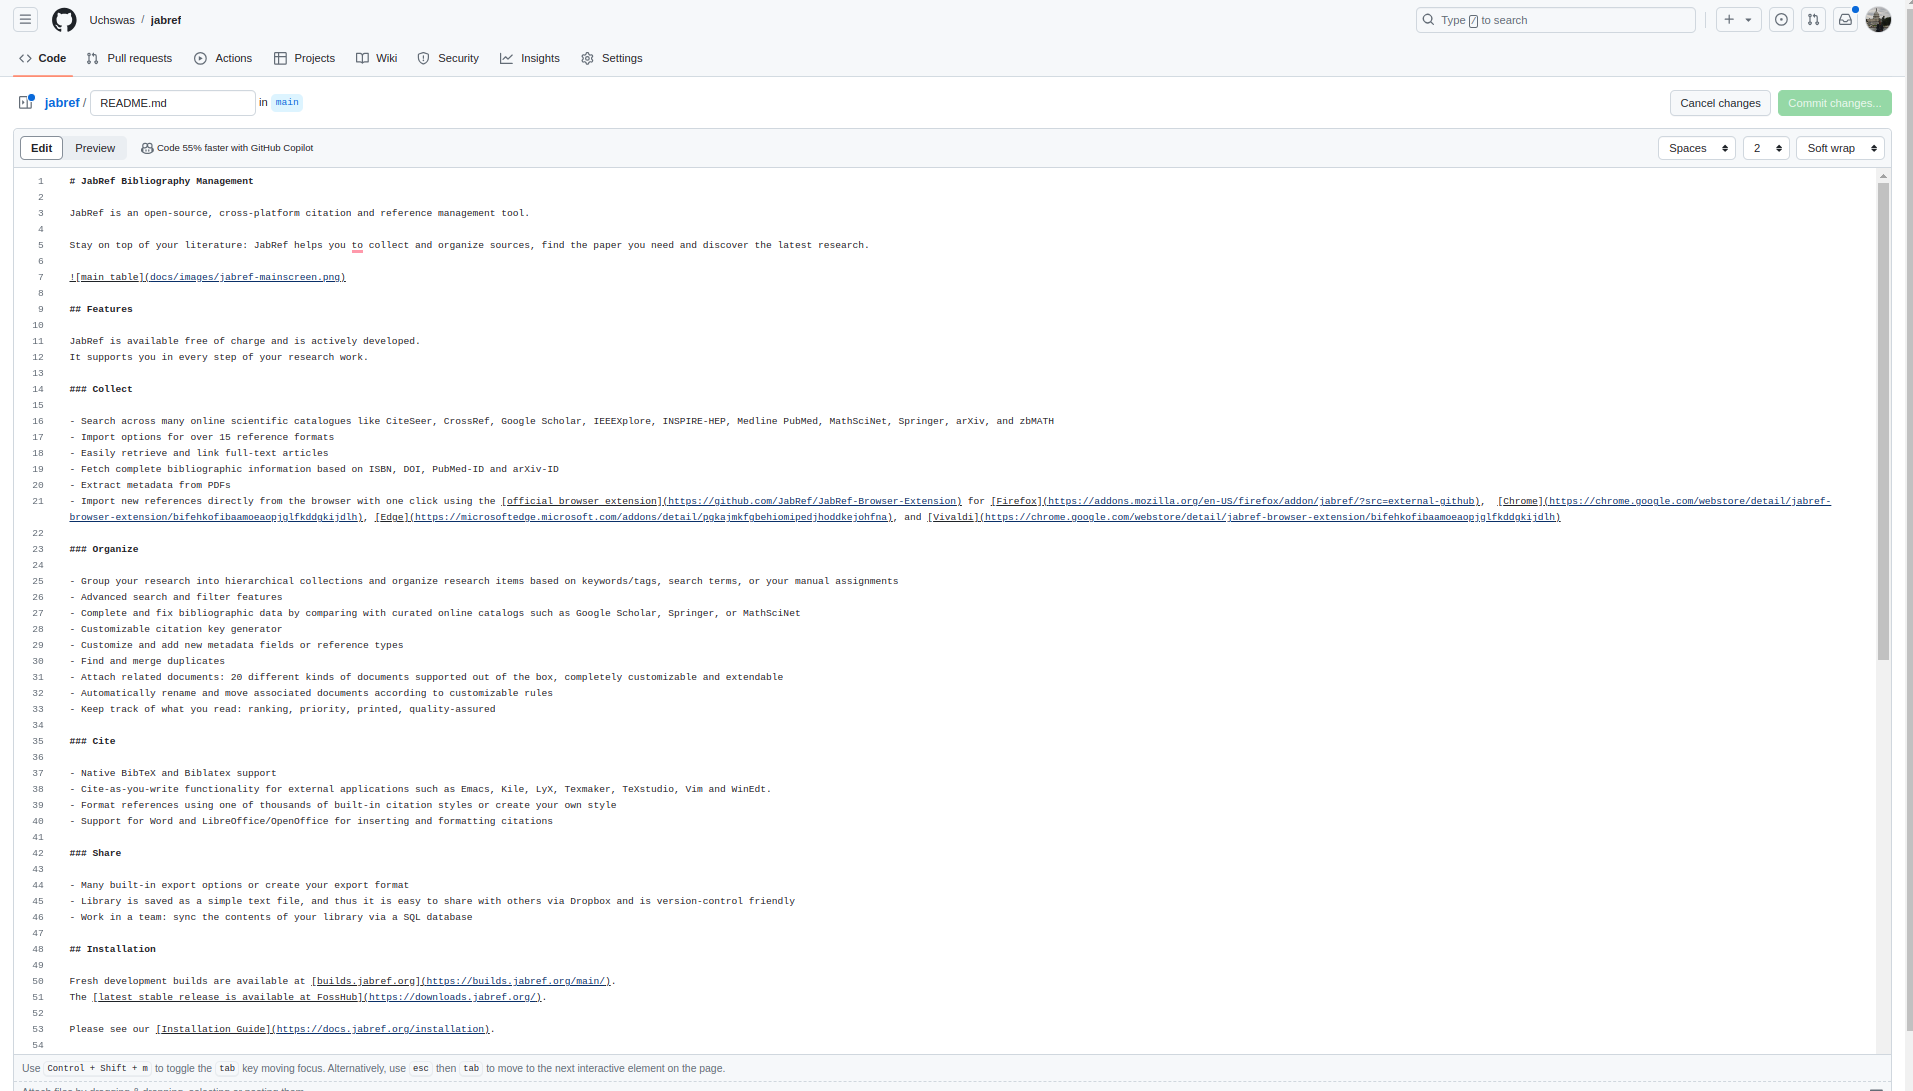 Uchswas / jabref
Type / to search
Code Pull requests Actions Projects Wiki Security Insights Settings
jabref / README.md in main
Cancel changes Commit changes...
Edit Preview Code 55% faster with GitHub Copilot
Spaces 2 Soft wrap
1 # JabRef Bibliography Management
2
3 JabRef is an open-source, cross-platform citation and reference management tool.
4
5 Stay on top of your literature: JabRef helps you to collect and organize sources, find the paper you need and discover the latest research.
6
7 ![main table](docs/images/jabref-mainscreen.png)
8
9 ## Features
10
11 JabRef is available free of charge and is actively developed.
12 It supports you in every step of your research work.
13
14 ### Collect
15
16 - Search across many online scientific catalogues like CiteSeer, CrossRef, Google Scholar, IEEEXplore, INSPIRE-HEP, Medline PubMed, MathSciNet, Springer, arXiv, and zbMATH
17 - Import options for over 15 reference formats
18 - Easily retrieve and link full-text articles
19 - Fetch complete bibliographic information based on ISBN, DOI, PubMed-ID and arXiv-ID
20 - Extract metadata from PDFs
21 - Import new references directly from the browser with one click using the [official browser extension](https://github.com/JabRef/JabRef-Browser-Extension) for [Firefox](https://addons.mozilla.org/en-US/firefox/addon/jabref/?src=external-github),  [Chrome](https://chrome.google.com/webstore/detail/jabref-
browser-extension/bifehkofibaamoeaopjglfkddgkijdlh), [Edge](https://microsoftedge.microsoft.com/addons/detail/pgkajmkfgbehiomipedjhoddkejohfna), and [Vivaldi](https://chrome.google.com/webstore/detail/jabref-browser-extension/bifehkofibaamoeaopjglfkddgkijdlh)
22
23 ### Organize
24
25 - Group your research into hierarchical collections and organize research items based on keywords/tags, search terms, or your manual assignments
26 - Advanced search and filter features
27 - Complete and fix bibliographic data by comparing with curated online catalogs such as Google Scholar, Springer, or MathSciNet
28 - Customizable citation key generator
29 - Customize and add new metadata fields or reference types
30 - Find and merge duplicates
31 - Attach related documents: 20 different kinds of documents supported out of the box, completely customizable and extendable
32 - Automatically rename and move associated documents according to customizable rules
33 - Keep track of what you read: ranking, priority, printed, quality-assured
34
35 ### Cite
36
37 - Native BibTeX and Biblatex support
38 - Cite-as-you-write functionality for external applications such as Emacs, Kile, LyX, Texmaker, TeXstudio, Vim and WinEdt.
39 - Format references using one of thousands of built-in citation styles or create your own style
40 - Support for Word and LibreOffice/OpenOffice for inserting and formatting citations
41
42 ### Share
43
44 - Many built-in export options or create your export format
45 - Library is saved as a simple text file, and thus it is easy to share with others via Dropbox and is version-control friendly
46 - Work in a team: sync the contents of your library via a SQL database
47
48 ## Installation
49
50 Fresh development builds are available at [builds.jabref.org](https://builds.jabref.org/main/).
51 The [latest stable release is available at FossHub](https://downloads.jabref.org/).
52
53 Please see our [Installation Guide](https://docs.jabref.org/installation).
54
Use Control + Shift + m to toggle the tab key moving focus. Alternatively, use esc then tab to move to the next interactive element on the page.
Attach files by dragging & dropping, selecting or pasting them.